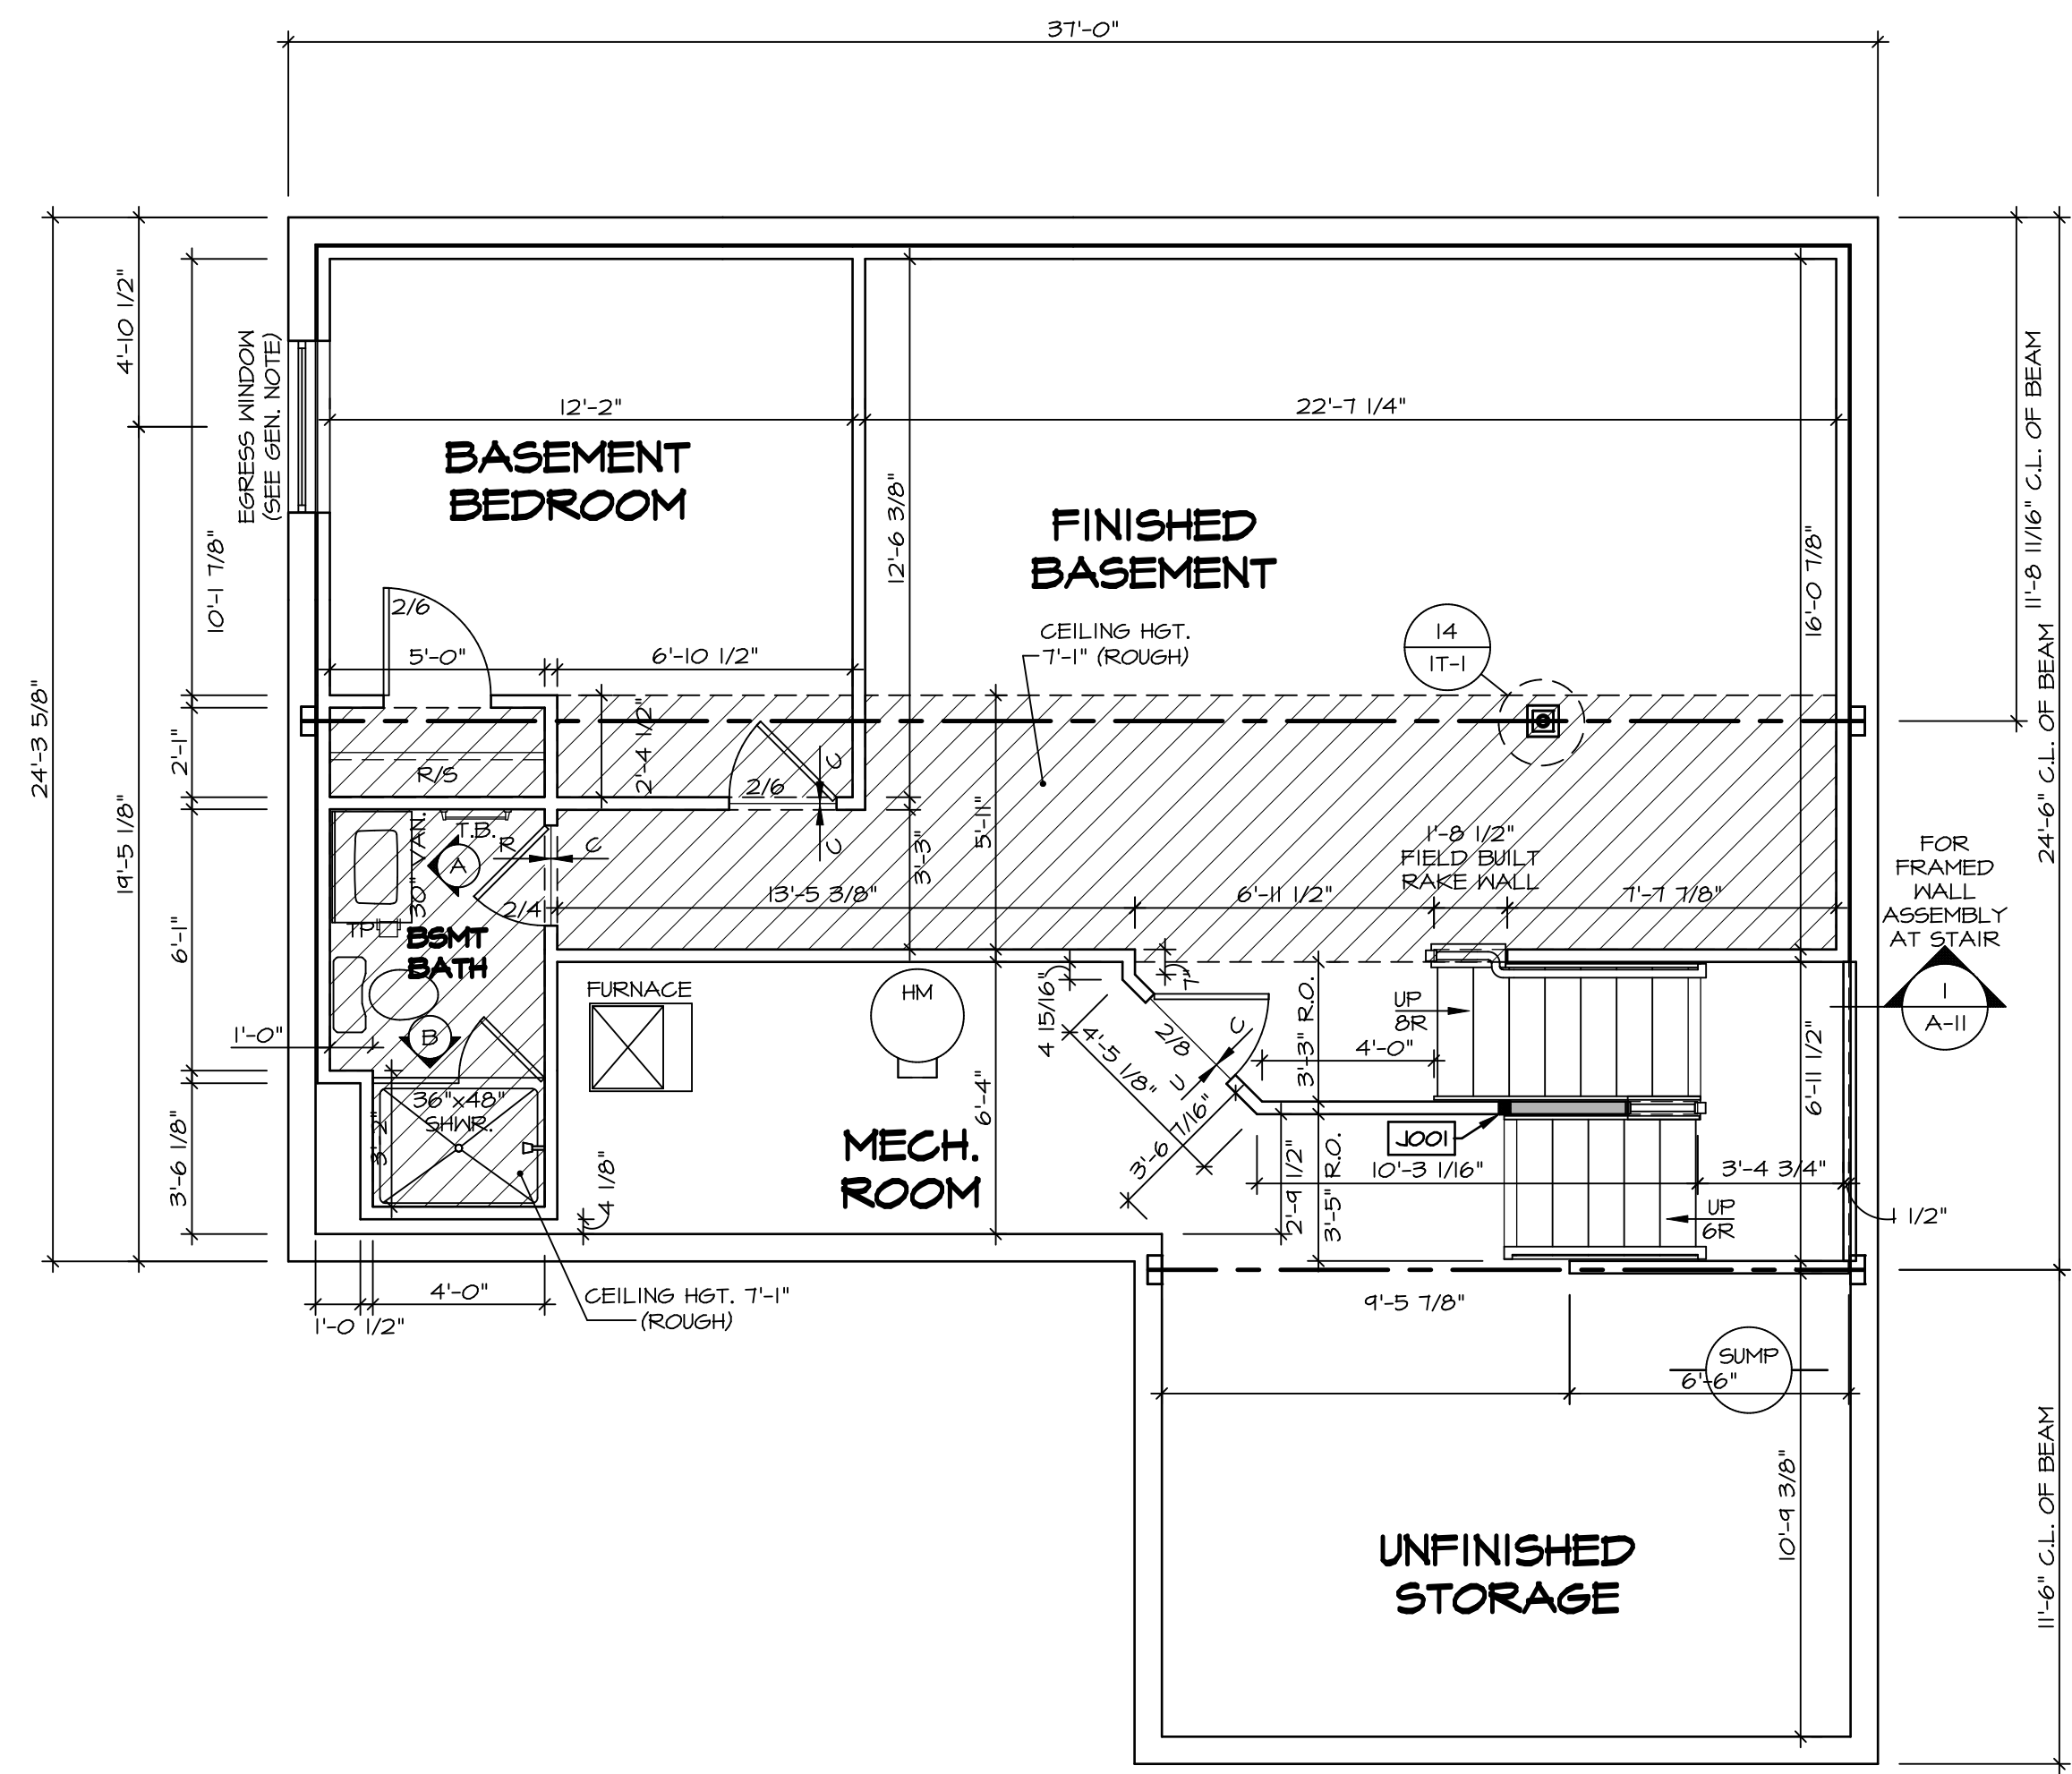 37'-0"
4'-10 1/2"
EGRESS WINDOW
(SEE GEN. NOTE)
11'-8 11/16" C.L. OF BEAM
12'-2"
22'-7 1/4"
BASEMENT
BEDROOM
FINISHED
BASEMENT
12'-6 3/8"
10'-1 7/8"
16'-0 7/8"
2/6
CEILING HGT.
7'-1" (ROUGH)
14
1T-1
5'-0"
6'-10 1/2"
24'-3 5/8"
24'-6" C.L. OF BEAM
2'-1"
2'-4 1/2"
R/S
2/6
C
C
19'-5 1/8"
30" VAN.
T.B.
R
C
A
5'-11"
3'-3"
1'-8 1/2"
FIELD BUILT
RAKE WALL
13'-5 3/8"
6'-11 1/2"
7'-7 7/8"
FOR
FRAMED
WALL
ASSEMBLY
AT STAIR
2/4
TP
BSMT
BATH
6'-1"
FURNACE
HM
4 15/16"
7"
UP
8R
1
A-11
1'-0"
B
2/8
C
C
4'-5 1/8"
3'-3" R.O.
4'-0"
6'-11 1/2"
36"x48"
SHWR.
3'-2"
3'-6 1/8"
6'-4"
MECH.
ROOM
3'-6 7/16"
J001
10'-3 1/16"
3'-4 3/4"
4 1/8"
2'-9 1/2"
3'-5" R.O.
UP
6R
1 1/2"
4'-0"
1'-0 1/2"
CEILING HGT. 7'-1"
(ROUGH)
9'-5 7/8"
SUMP
6'-6"
10'-9 3/8"
11'-6" C.L. OF BEAM
UNFINISHED
STORAGE